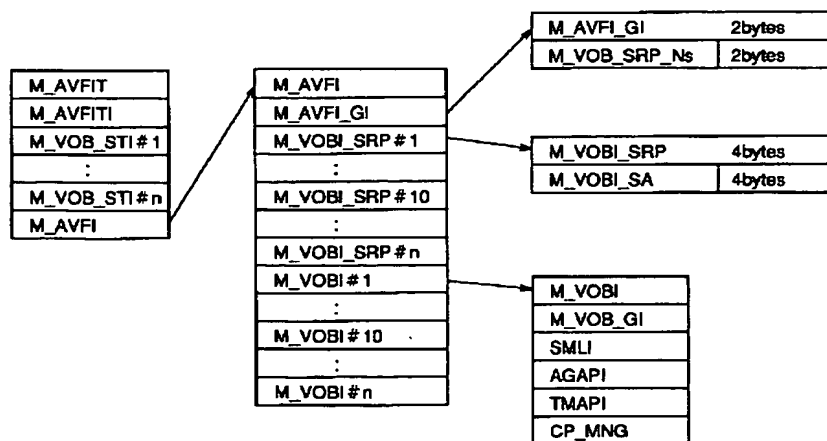 M_AVFIT
M_AVFITI
M_VOB_STI#1
:
M_VOB_STI#n
M_AVFI
M_AVFI
M_AVFI_GI
M_VOBI_SRP#1
:
M_VOBI_SRP#10
:
M_VOBI_SRP#n
M_VOBI#1
:
M_VOBI#10
:
M_VOBI#n
M_AVFI_GI 2bytes
M_VOB_SRP_Ns 2bytes
M_VOBI_SRP 4bytes
M_VOBI_SA 4bytes
M_VOBI
M_VOB_GI
SMLI
AGAPI
TMAPI
CP_MNG